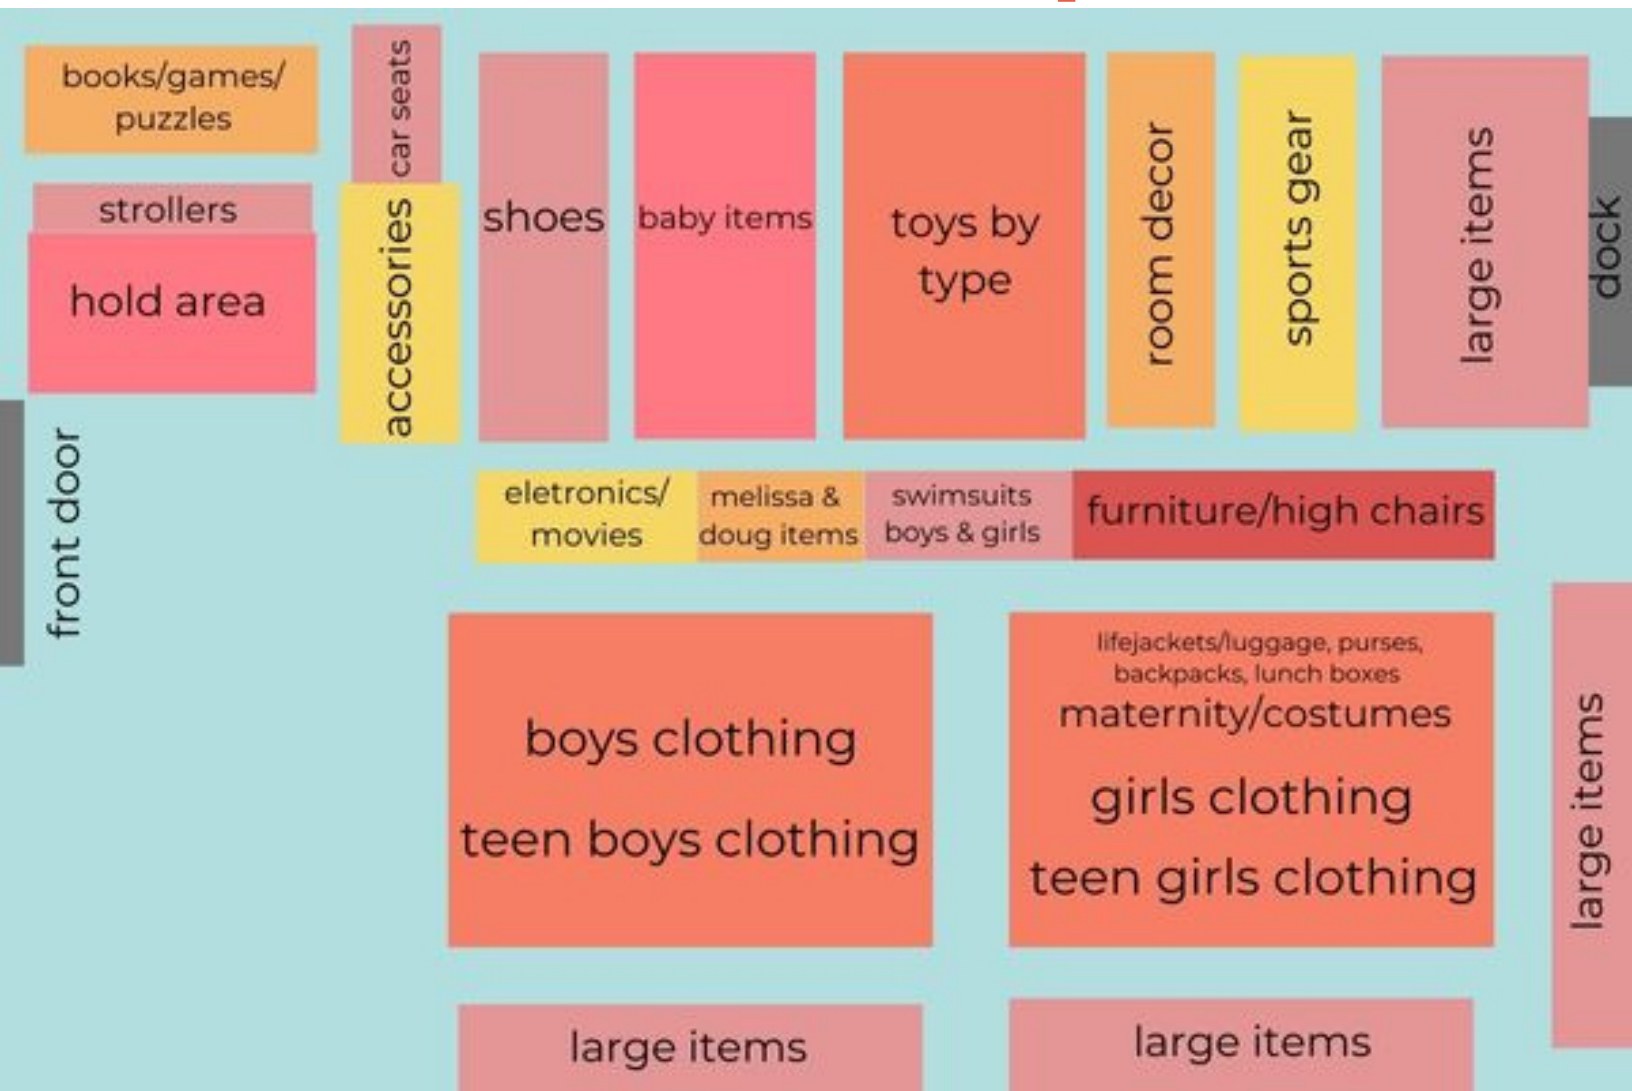 books/games/
puzzles
car seats
strollers
hold area
accessories
shoes
baby items
toys by
type
room decor
sports gear
large items
dock
front door
eletronics/
movies
melissa &
doug items
swimsuits
boys & girls
furniture/high chairs
boys clothing
teen boys clothing
lifejackets/luggage, purses,
backpacks, lunch boxes
maternity/costumes
girls clothing
teen girls clothing
large items
large items
large items